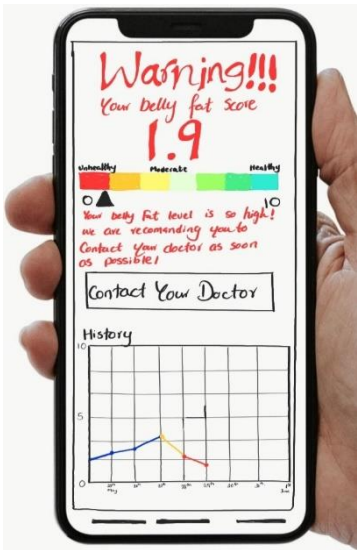 Warning!!!
Your belly fat score
1.9
Unhealthy Moderate Healthy
0 10
Your belly Fat level is so high!
we are recomanding you to
Contact your doctor as soon
as possible!
Contact Your Doctor
History
10
5
0
May